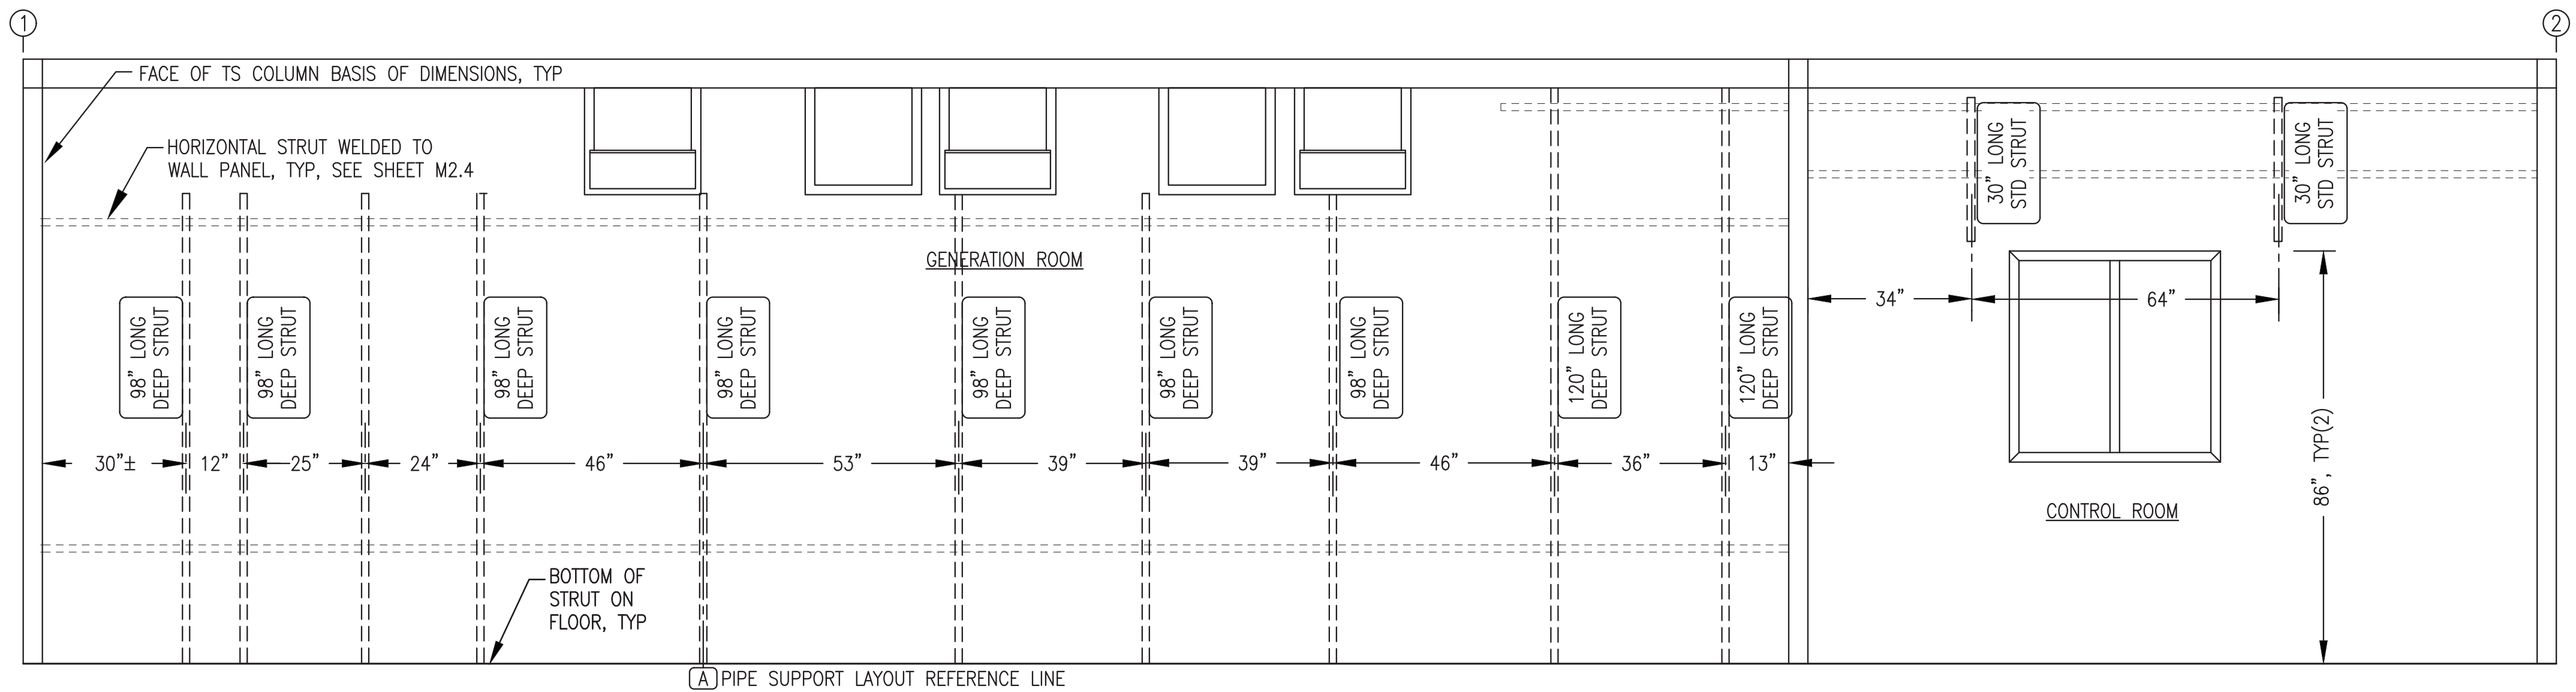 1
2
FACE OF TS COLUMN BASIS OF DIMENSIONS, TYP
HORIZONTAL STRUT WELDED TO
WALL PANEL, TYP, SEE SHEET M2.4
30" LONG
STD STRUT
30" LONG
STD STRUT
GENERATION ROOM
98" LONG
DEEP STRUT
98" LONG
DEEP STRUT
98" LONG
DEEP STRUT
98" LONG
DEEP STRUT
98" LONG
DEEP STRUT
98" LONG
DEEP STRUT
98" LONG
DEEP STRUT
120" LONG
DEEP STRUT
120" LONG
DEEP STRUT
34"
64"
30"±
12"
25"
24"
46"
53"
39"
39"
46"
36"
13"
86", TYP(2)
CONTROL ROOM
BOTTOM OF
STRUT ON
FLOOR, TYP
A PIPE SUPPORT LAYOUT REFERENCE LINE